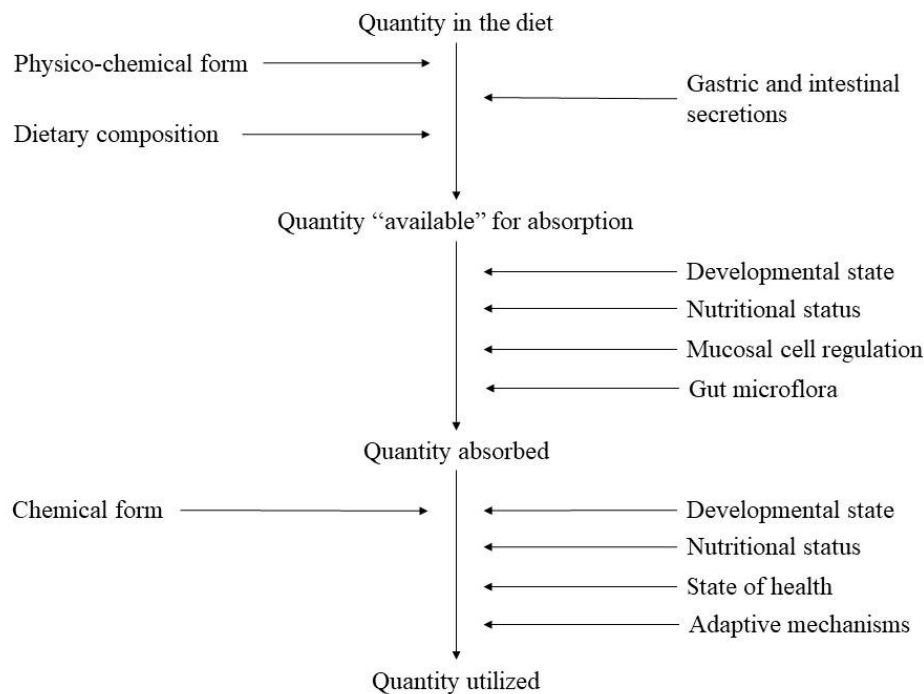 Quantity in the diet
Physico-chemical form
Gastric and intestinal
secretions
Dietary composition
Quantity “available” for absorption
Developmental state
Nutritional status
Mucosal cell regulation
Gut microflora
Quantity absorbed
Chemical form
Developmental state
Nutritional status
State of health
Adaptive mechanisms
Quantity utilized